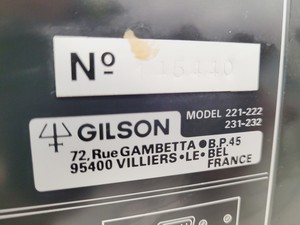 Nº
GILSON MODEL 221-222
231-232
72, Rue GAMBETTA ● B.P. 45
95400 VILLIERS • LE • BEL
FRANCE